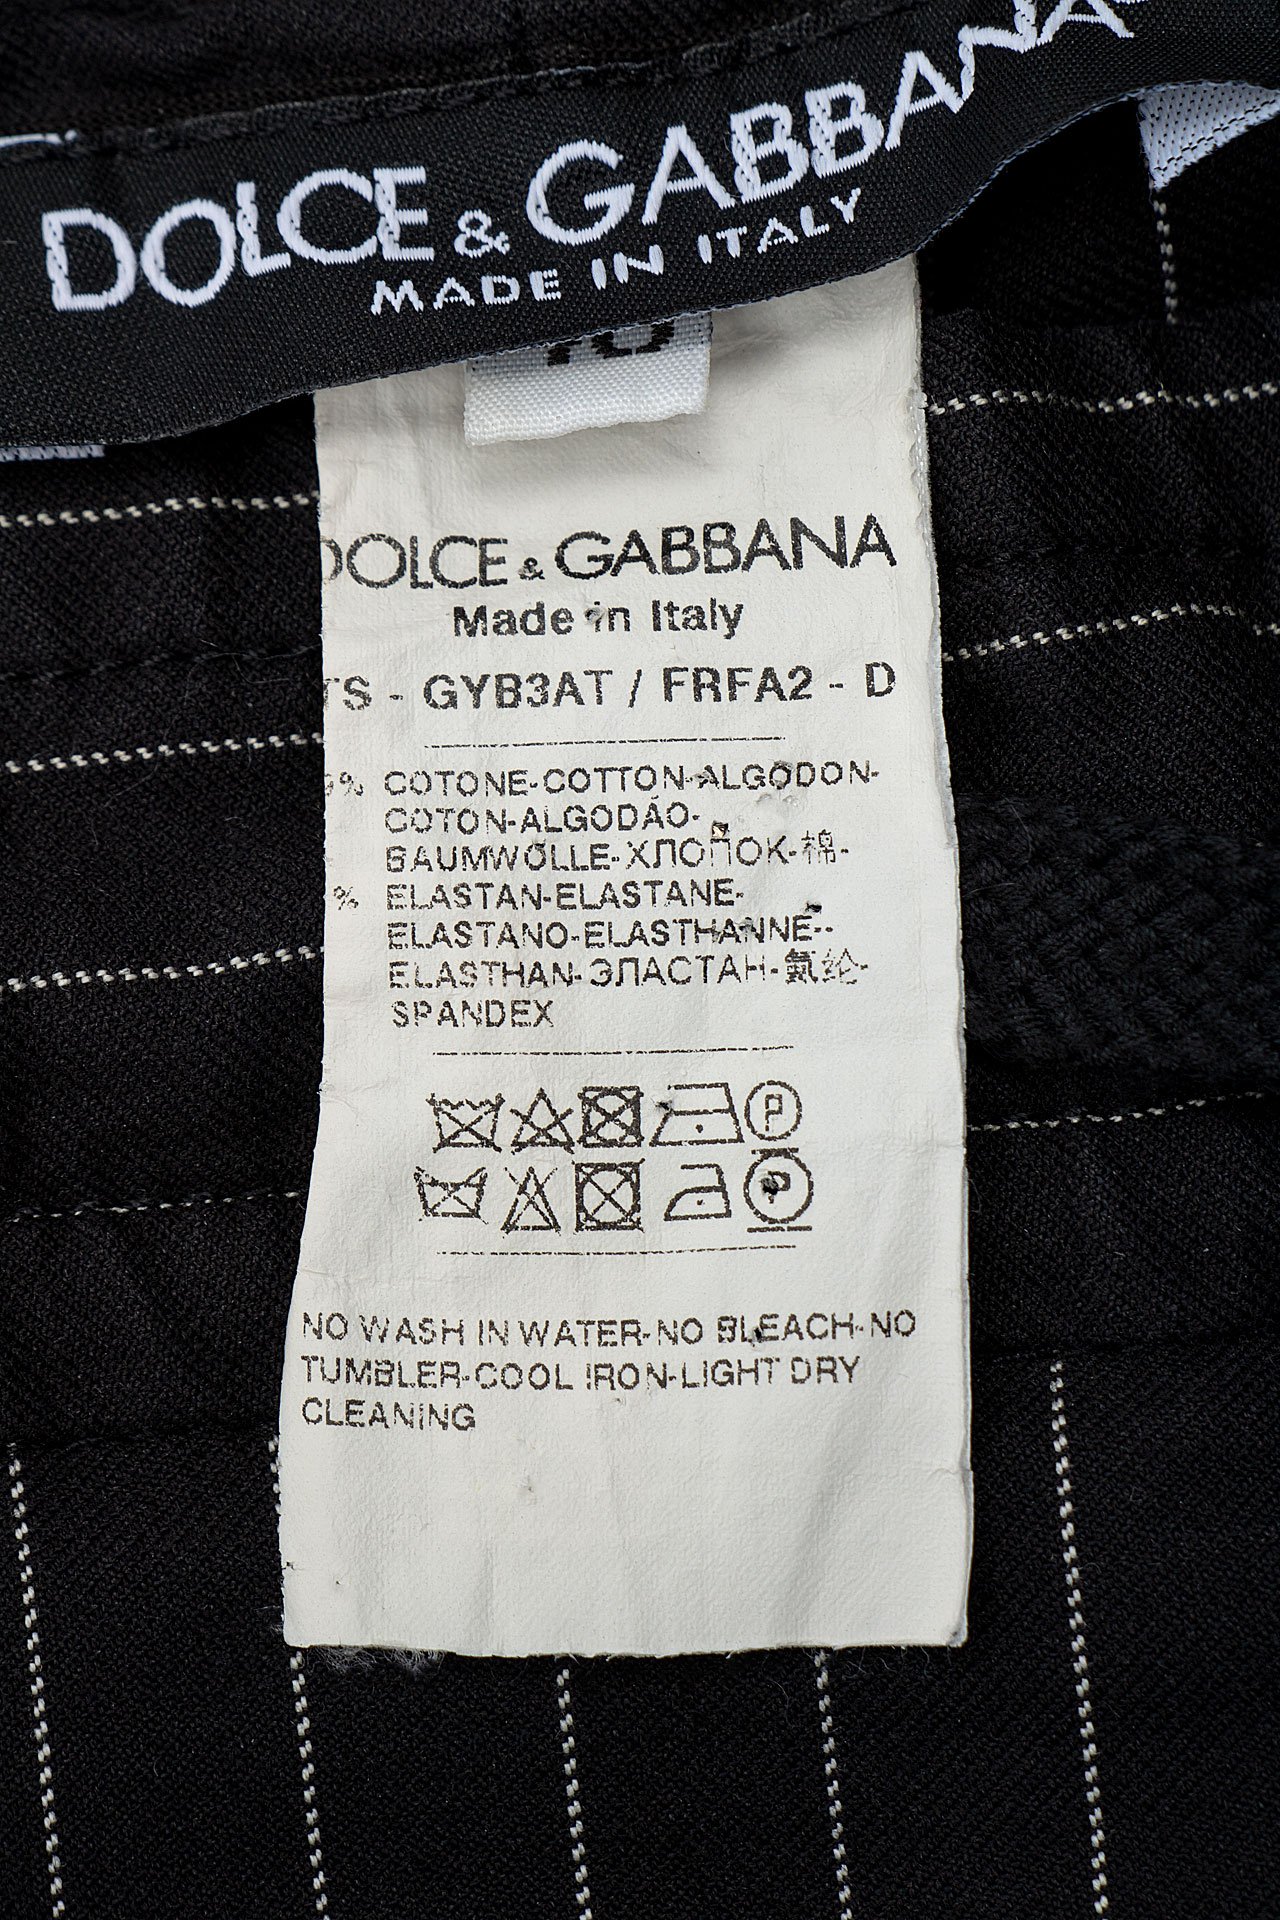 DOLCE & GABBANA
MADE IN ITALY
DOLCE & GABBANA
Made in Italy
TS - GYB3AT / FRFA2 - D
% COTONE-COTTON-ALGODON-
COTON-ALGODÃO-
BAUMWOLLE-ХЛОПОК-棉-
% ELASTAN-ELASTANE-
ELASTANO-ELASTHANNE--
ELASTHAN-ЭЛАСТАН-氨纶-
SPANDEX
P
P
NO WASH IN WATER-NO BLEACH-NO
TUMBLER-COOL IRON-LIGHT DRY
CLEANING